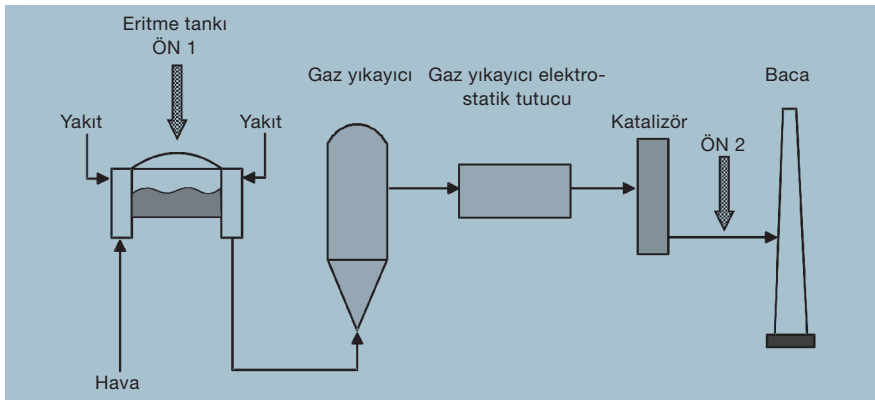 Eritme tankı
ÖN 1
Gaz yıkayıcı
Gaz yıkayıcı elektro-
statik tutucu
Baca
Yakıt
Yakıt
Katalizör
ÖN 2
Hava